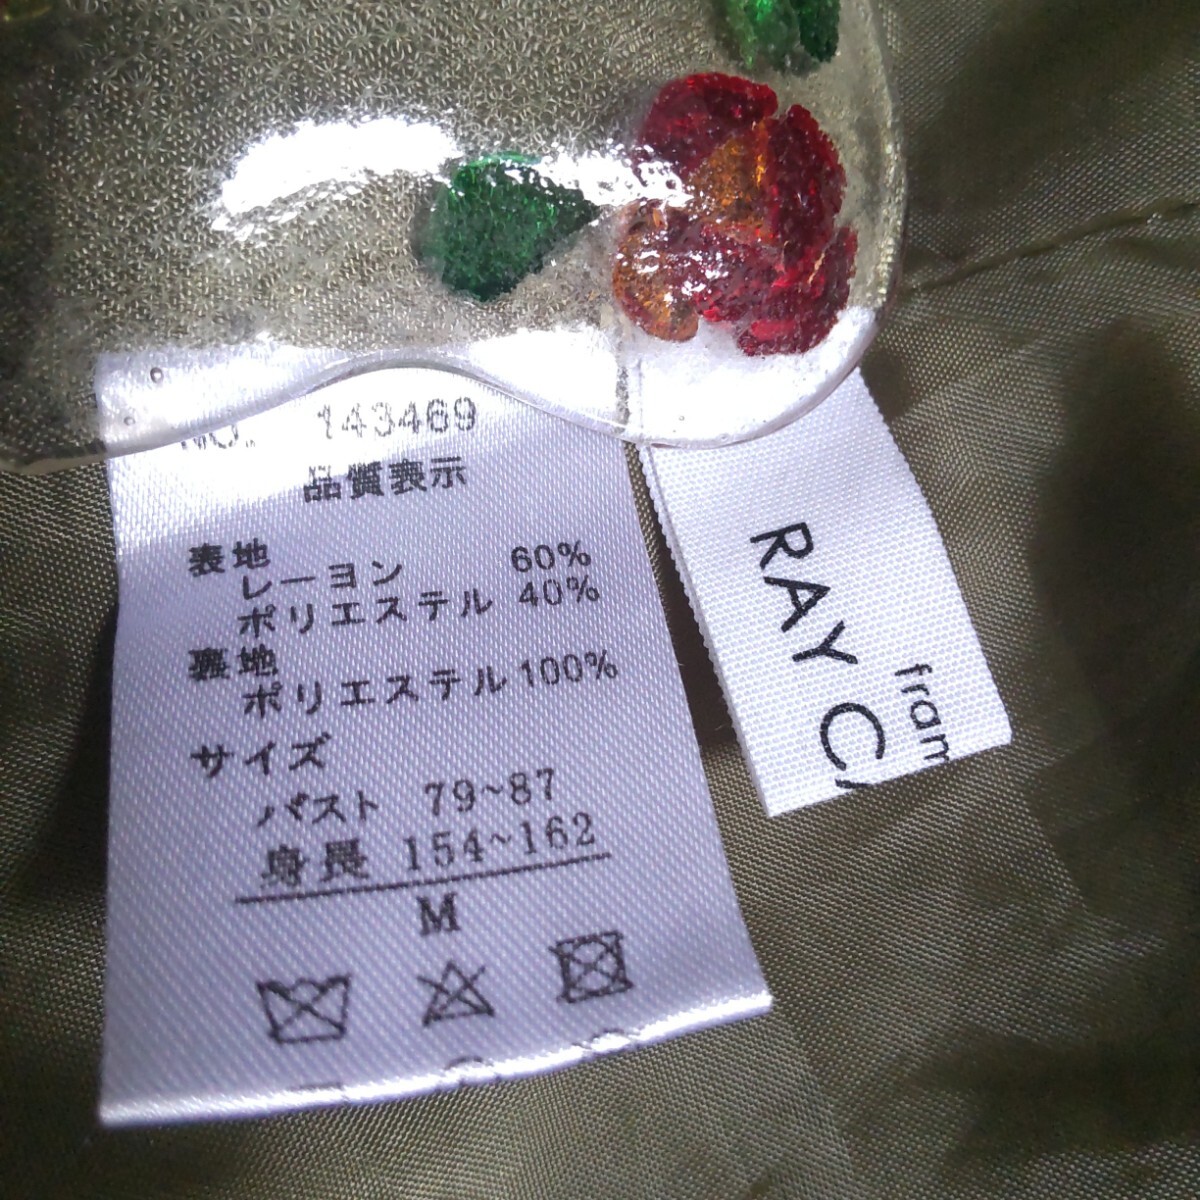 NO. 143469
品質表示
表地
レーヨン 60%
ポリエステル 40%
裏地
ポリエステル 100%
サイズ
バスト 79~87
身長 154~162
M
RAY C
fram